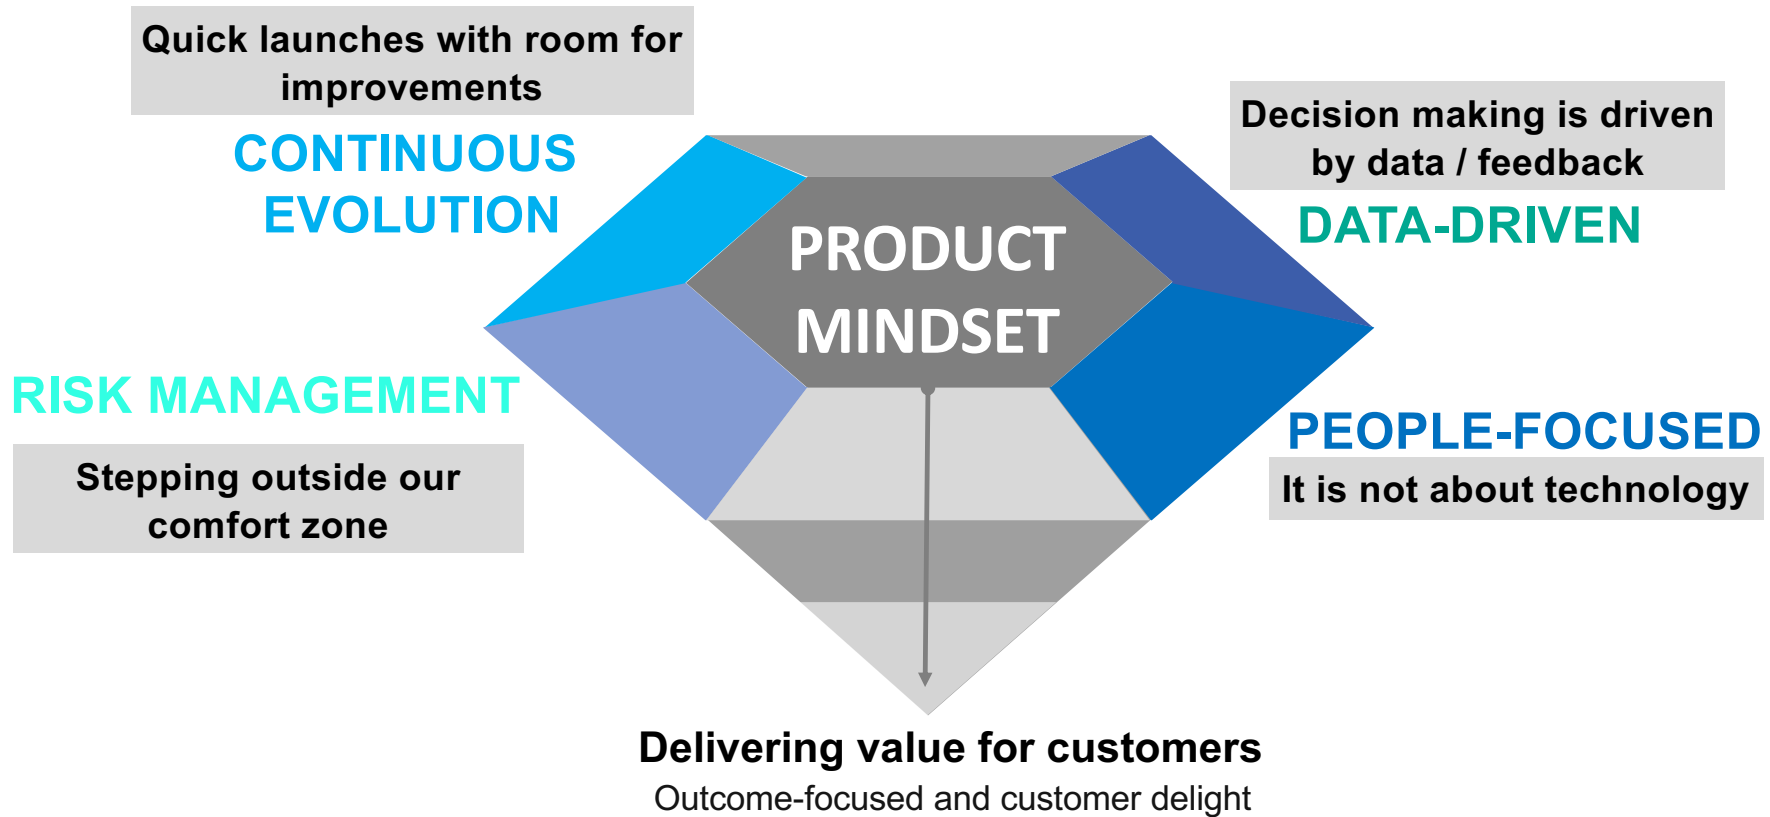 Quick launches with room for
improvements
CONTINUOUS
EVOLUTION
Decision making is driven
by data / feedback
DATA-DRIVEN
PRODUCT
MINDSET
RISK MANAGEMENT
Stepping outside our
comfort zone
PEOPLE-FOCUSED
It is not about technology
Delivering value for customers
Outcome-focused and customer delight